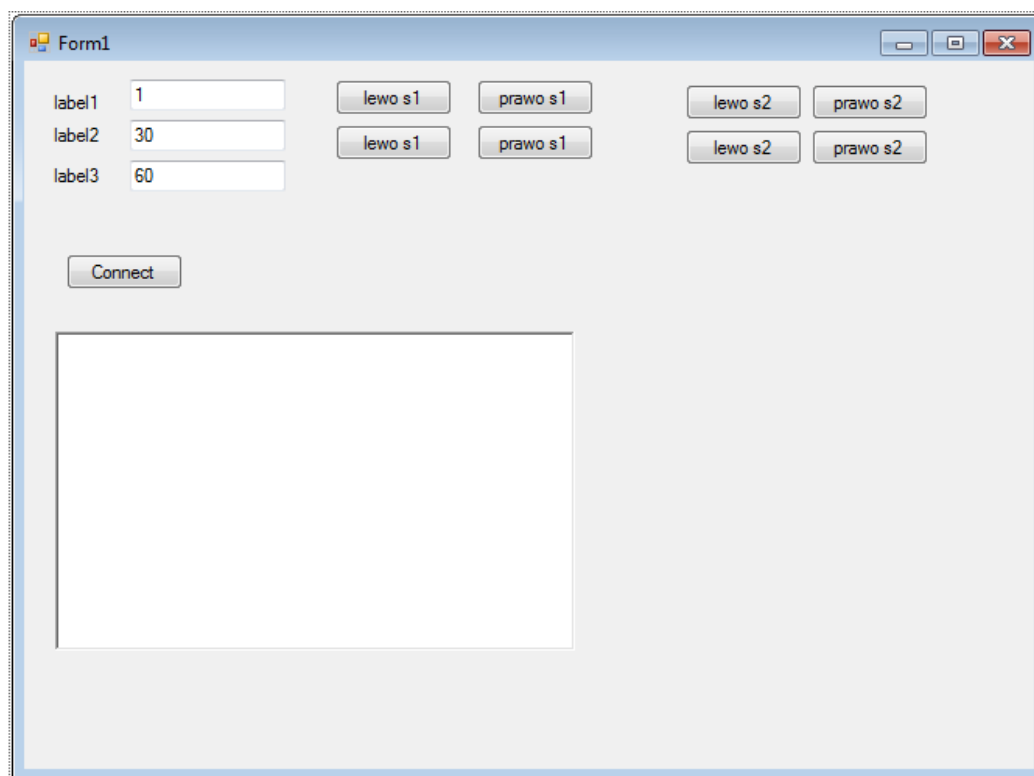 Form1
label1 1 lewo s1 prawo s1 lewo s2 prawo s2
label2 30 lewo s1 prawo s1 lewo s2 prawo s2
label3 60
Connect